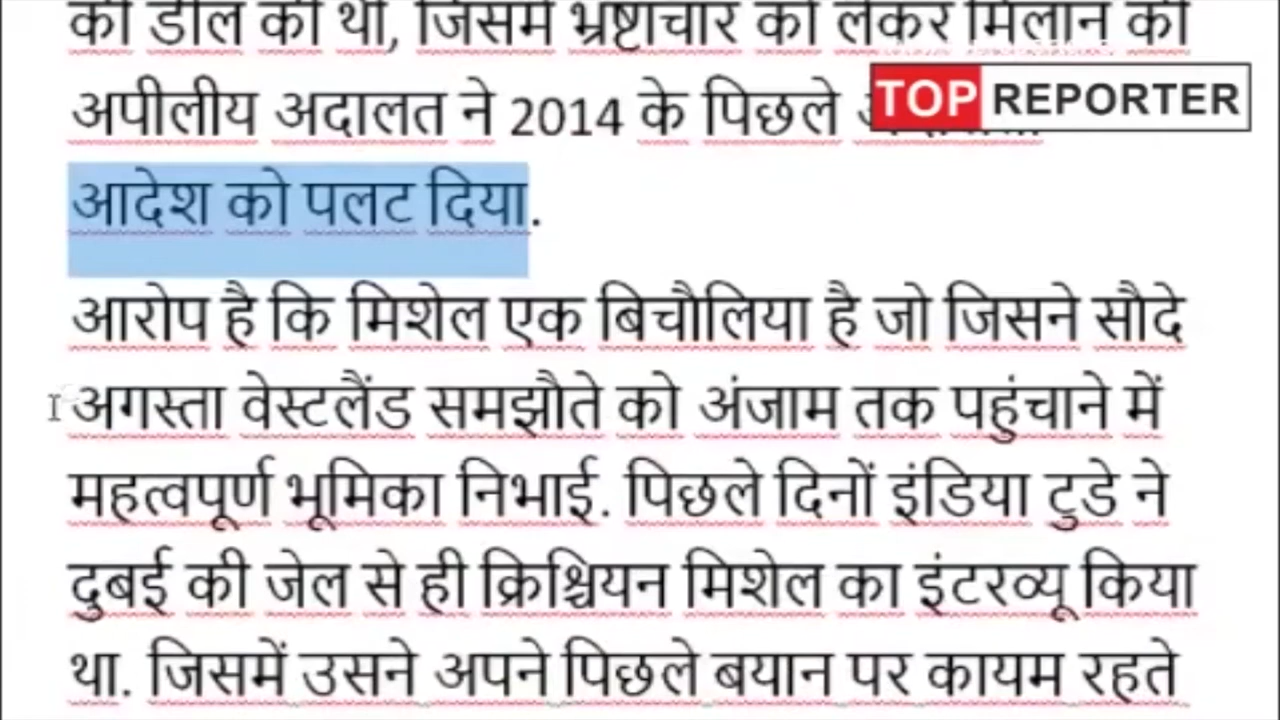 की डील की थी, जिसमें भ्रष्टाचार को लेकर मिलान की
अपीलीय अदालत ने 2014 के पिछले
TOP REPORTER
आदेश को पलट दिया.
आरोप है कि मिशेल एक बिचौलिया है जो जिसने सौदे
अगस्ता वेस्टलैंड समझौते को अंजाम तक पहुंचाने में
महत्वपूर्ण भूमिका निभाई. पिछले दिनों इंडिया टुडे ने
दुबई की जेल से ही क्रिश्चियन मिशेल का इंटरव्यू किया
था. जिसमें उसने अपने पिछले बयान पर कायम रहते